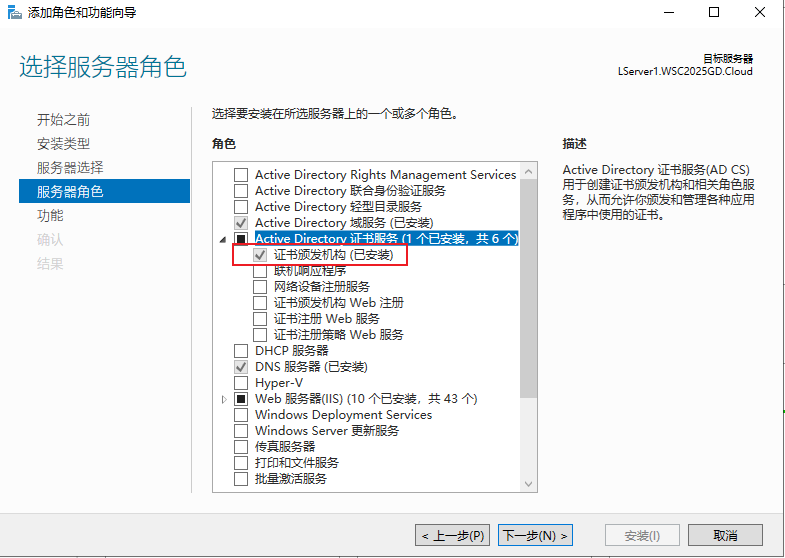 添加角色和功能向导
选择服务器角色
目标服务器
LServer1.WSC2025GD.Cloud
开始之前
安装类型
服务器选择
服务器角色
功能
确认
结果
选择要安装在所选服务器上的一个或多个角色。
角色
Active Directory Rights Management Services
Active Directory 联合身份验证服务
Active Directory 轻型目录服务
Active Directory 域服务 (已安装)
Active Directory 证书服务 (1 个已安装，共 6 个)
证书颁发机构 (已安装)
联机响应程序
网络设备注册服务
证书颁发机构 Web 注册
证书注册 Web 服务
证书注册策略 Web 服务
DHCP 服务器
DNS 服务器 (已安装)
Hyper-V
Web 服务器(IIS) (10 个已安装，共 43 个)
Windows Deployment Services
Windows Server 更新服务
传真服务器
打印和文件服务
批量激活服务
描述
Active Directory 证书服务(AD CS)
用于创建证书颁发机构和相关角色服
务，从而允许你颁发和管理各种应用
程序中使用的证书。
< 上一步(P)
下一步(N) >
安装(I)
取消